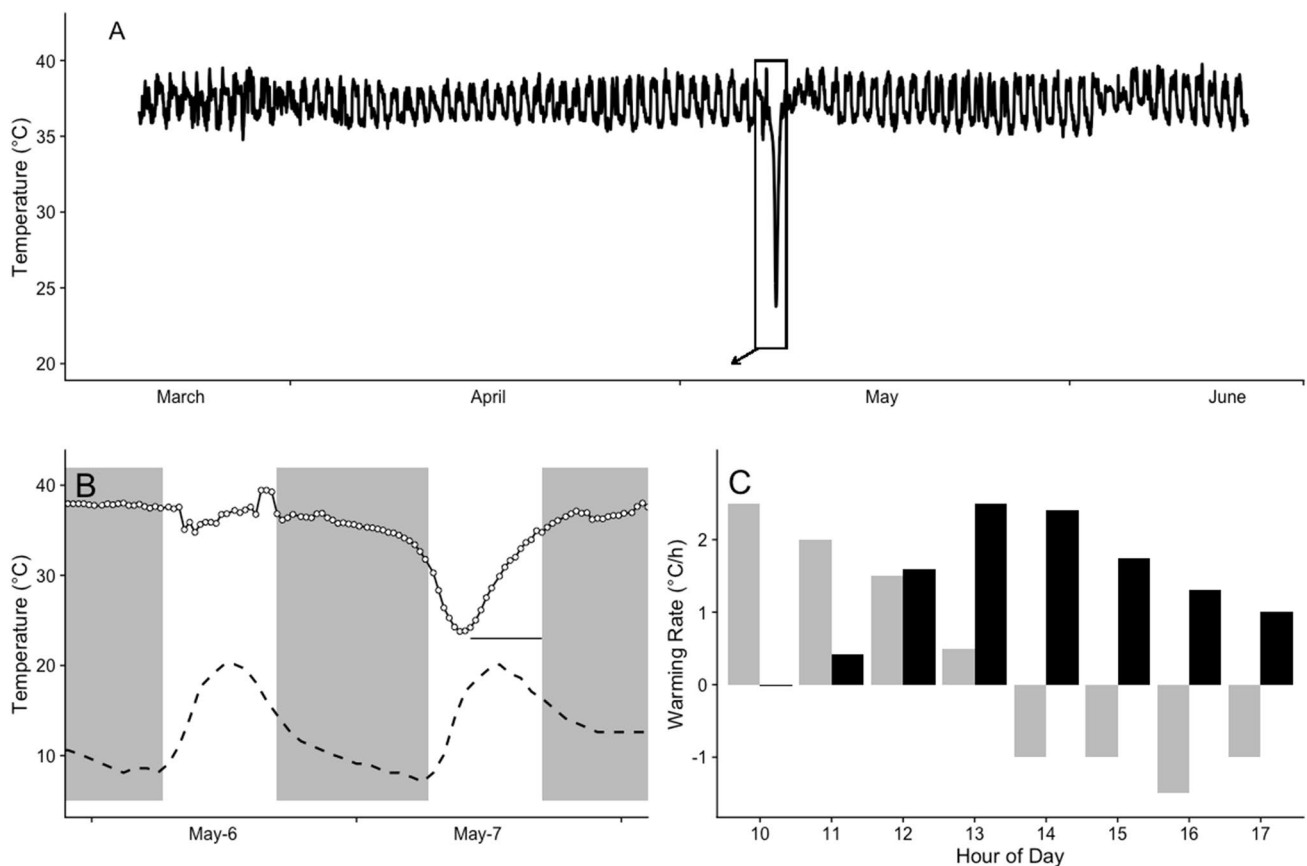 A
40
35
30
25
20
Temperature (°C)
March April May June
B
40
30
20
10
Temperature (°C)
May-6 May-7
C
2
1
0
-1
Warming Rate (°C/h)
10 11 12 13 14 15 16 17
Hour of Day